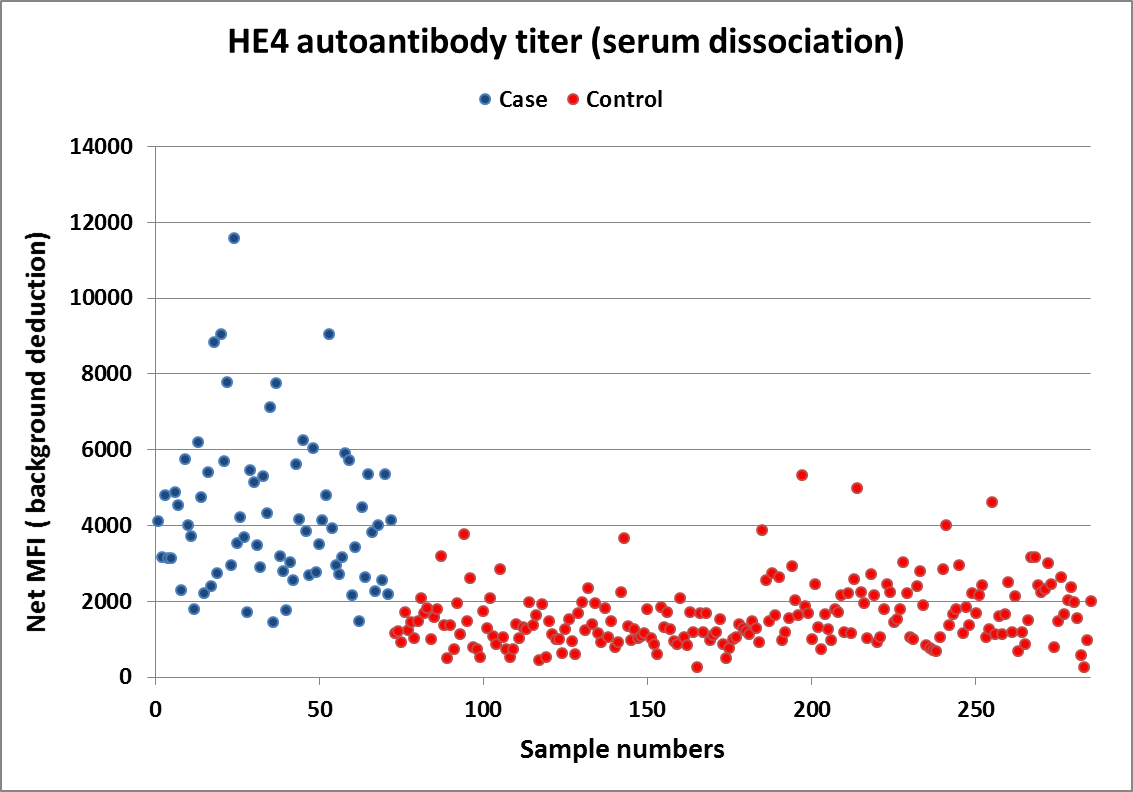 HE4 autoantibody titer (serum dissociation)
Case Control
14000
12000
10000
8000
6000
4000
2000
0
Net MFI ( background deduction)
0 50 100 150 200 250
Sample numbers